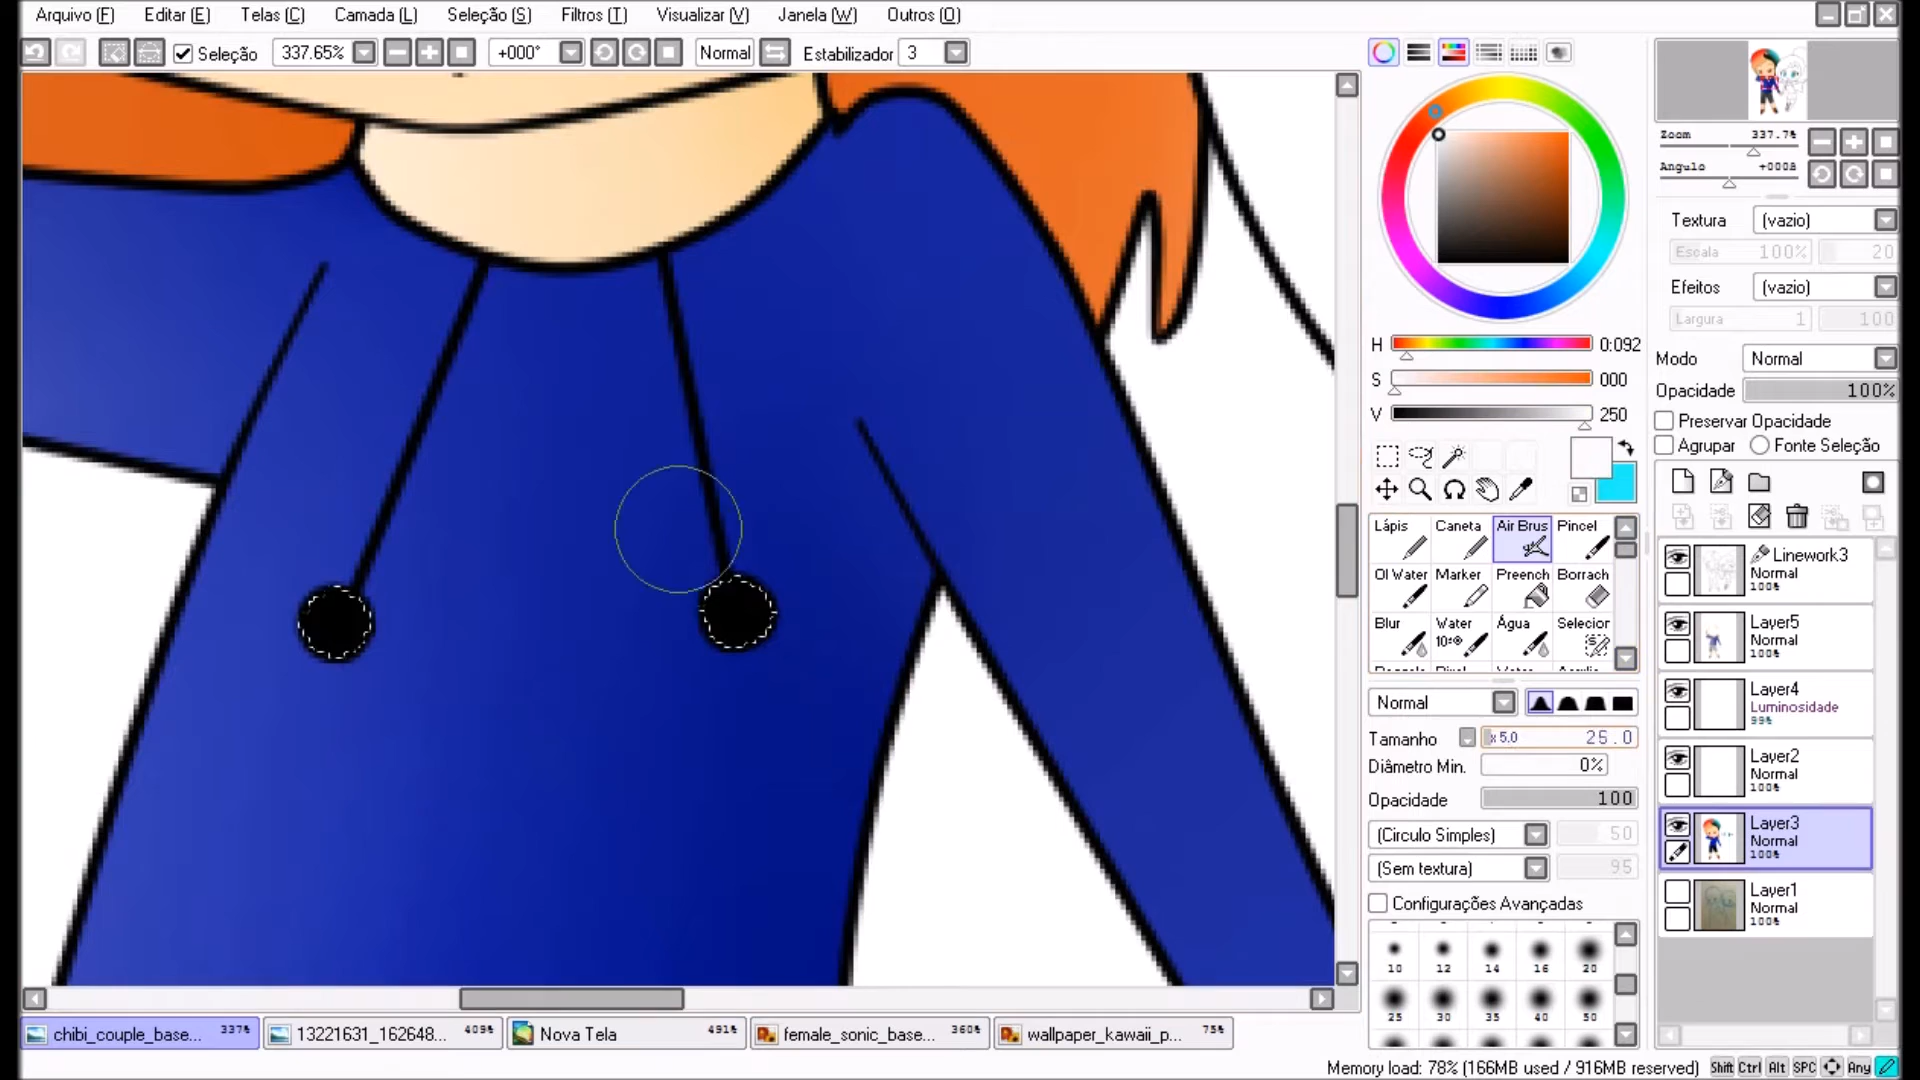 Arquivo (F) Editar (E) Telas (C) Camada (L) Seleção (S) Filtros (T) Visualizar (V) Janela (W) Outros (O)
Seleção 337.65% +000° Normal Estabilizador 3
Zoom 337.7%
Angulo +000°
Textura (vazio)
Escala 100% 20
Efeitos (vazio)
Largura 1 100
Modo Normal
Opacidade 100%
Preservar Opacidade
Agrupar Fonte Seleção
H 0:092
S 000
V 250
Lápis Caneta Air Brus Pincel
Ol Water Marker Preench Borrach
Blur Water Água Selecior
Normal
Tamanho x 5.0 25.0
Diâmetro Min. 0%
Opacidade 100
(Circulo Simples) 50
(Sem textura) 95
Configurações Avançadas
10 12 14 16 20
25 30 35 40 50
Linework3
Normal
100%
Layer5
Normal
100%
Layer4
Luminosidade
99%
Layer2
Normal
100%
Layer3
Normal
100%
Layer1
Normal
100%
chibi_couple_base... 337% 13221631_162648... 409% Nova Tela 491% female_sonic_base... 360% wallpaper_kawaii_p... 75%
Memory load: 78% (166MB used / 916MB reserved) Shift Ctrl Alt SPC Any